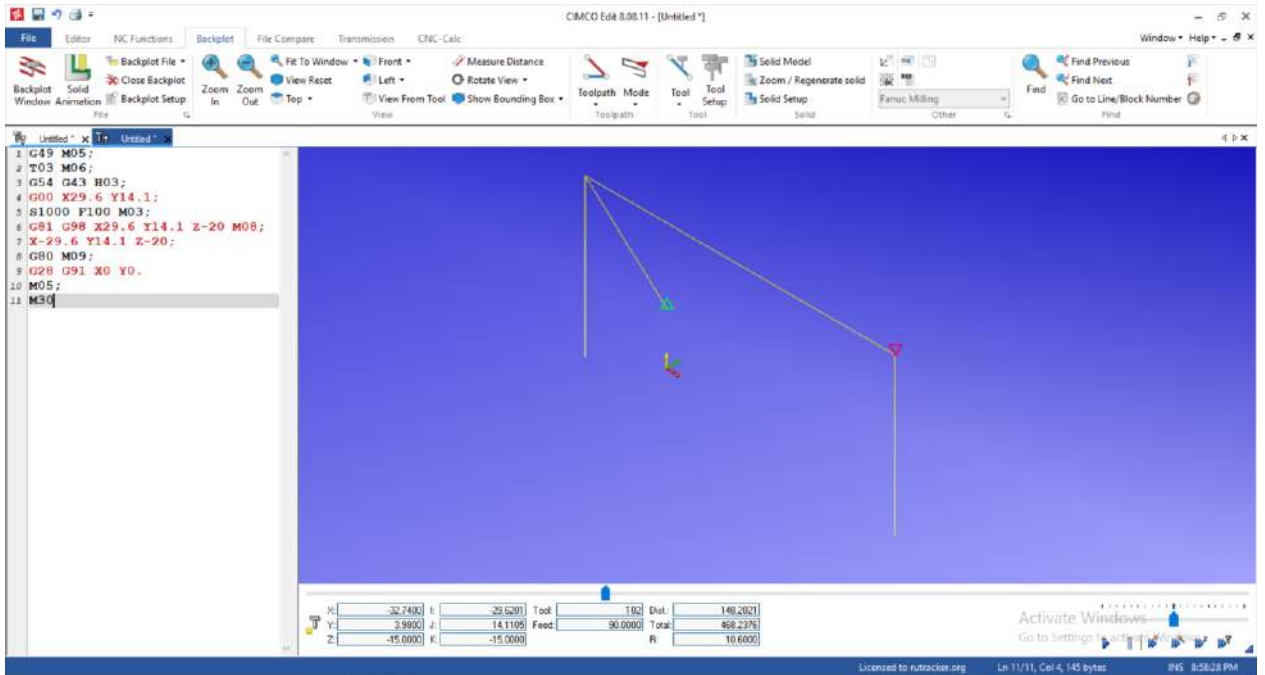 CIMCO Edit 8.08.11 - [Untitled *]
File Editor NC Functions Backplot File Compare Transmission CNC-Calc Window Help
Backplot Window
Solid Animation
Backplot File
Close Backplot
Backplot Setup
File
Zoom In
Zoom Out
Fit To Window
View Reset
Top
Front
Left
View From Tool
Measure Distance
Rotate View
Show Bounding Box
View
Toolpath Mode
Toolpath
Tool
Tool Setup
Tool
Solid Model
Zoom / Regenerate solid
Solid Setup
Solid
Fanuc Milling
Other
Find
Find Previous
Find Next
Go to Line/Block Number
Find
Untitled * Untitled *
1 G49 M05;
2 T03 M06;
3 G54 G43 H03;
4 G00 X29.6 Y14.1;
5 S1000 F100 M03;
6 G81 G98 X29.6 Y14.1 Z-20 M08;
7 X-29.6 Y14.1 Z-20;
8 G80 M09;
9 G28 G91 X0 Y0.
10 M05;
11 M30
X: -32.7400 I: -29.6201 Tool: T02 Dist.: 148.2021
Y: 3.9800 J: 14.1105 Feed: 90.0000 Total: 468.2376
Z: -15.0000 K: -15.0000 R: 10.6000
Activate Windows
Go to Settings to activate Windows.
Licensed to rutracker.org Ln 11/11, Col 4, 145 bytes INS 8:58:28 PM